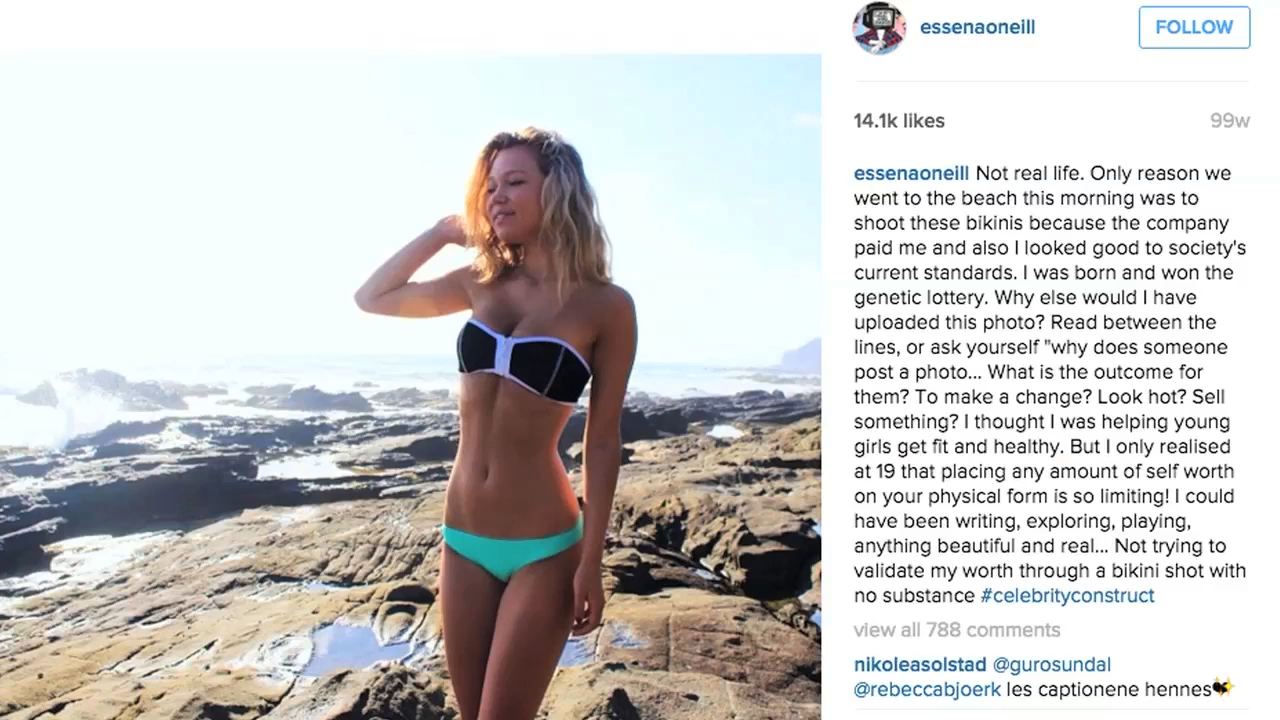 essenaoneill
FOLLOW
14.1k likes
99w
essenaoneill Not real life. Only reason we
went to the beach this morning was to
shoot these bikinis because the company
paid me and also I looked good to society's
current standards. I was born and won the
genetic lottery. Why else would I have
uploaded this photo? Read between the
lines, or ask yourself "why does someone
post a photo... What is the outcome for
them? To make a change? Look hot? Sell
something? I thought I was helping young
girls get fit and healthy. But I only realised
at 19 that placing any amount of self worth
on your physical form is so limiting! I could
have been writing, exploring, playing,
anything beautiful and real... Not trying to
validate my worth through a bikini shot with
no substance #celebrityconstruct
view all 788 comments
nikoleasolstad @gurosundal
@rebeccabjoerk les captionene hennes